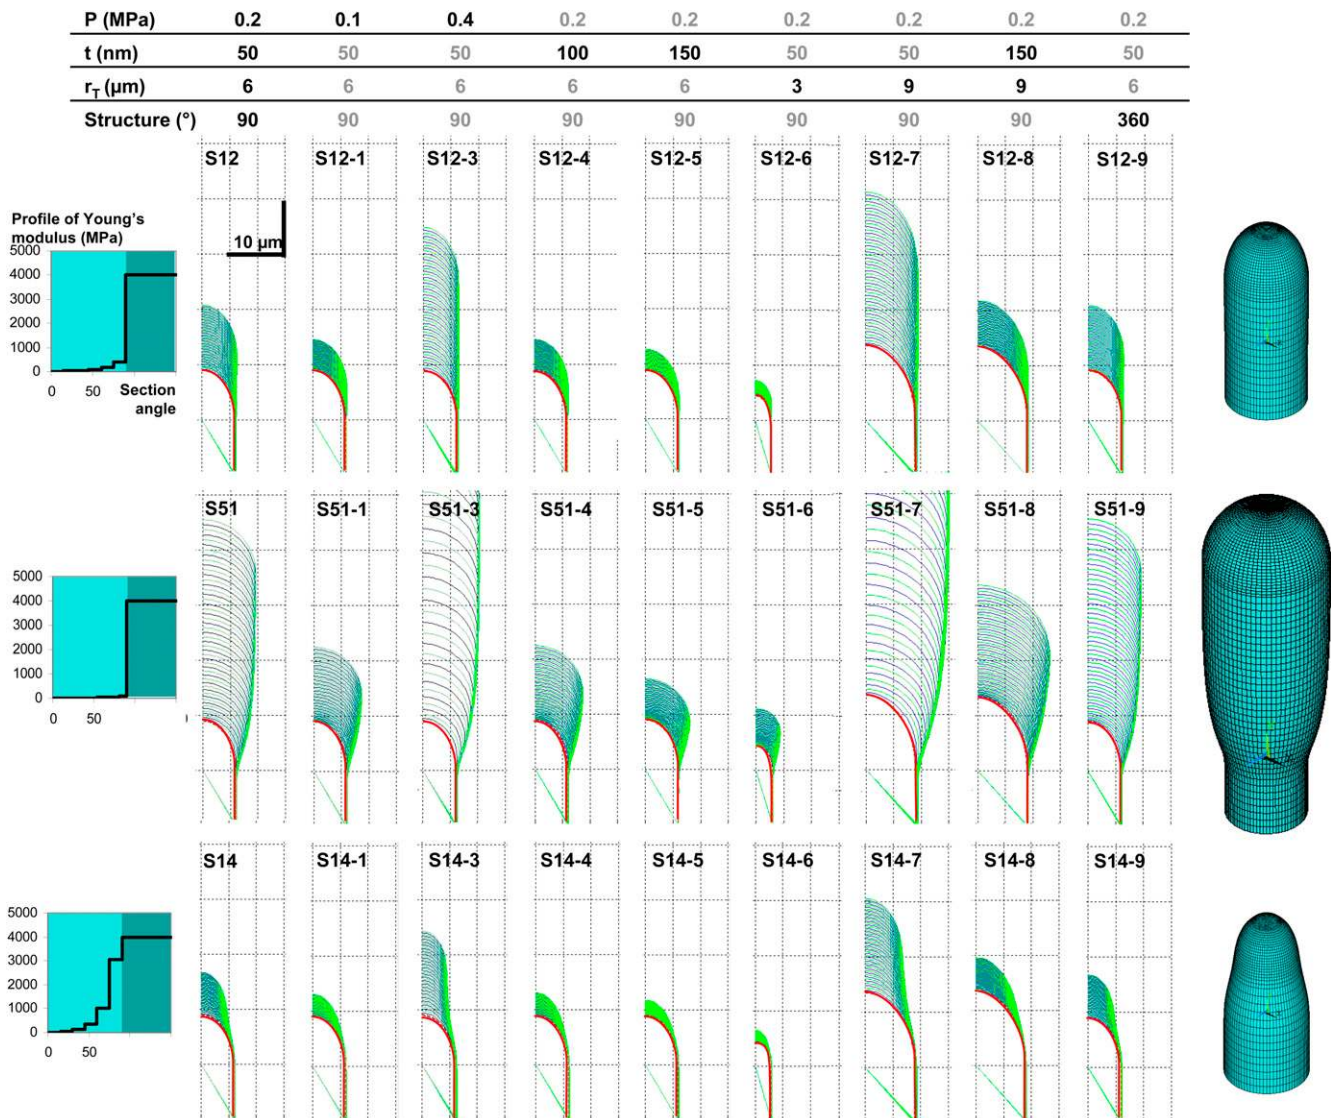 P (MPa) 0.2 0.1 0.4 0.2 0.2 0.2 0.2 0.2 0.2
t (nm) 50 50 50 100 150 50 50 150 50
r_T (µm) 6 6 6 6 6 3 9 9 6
Structure (°) 90 90 90 90 90 90 90 90 360
S12 S12-1 S12-3 S12-4 S12-5 S12-6 S12-7 S12-8 S12-9
Profile of Young's
modulus (MPa)
10 µm
5000
4000
3000
2000
1000
0
0 50 Section
angle
S51 S51-1 S51-3 S51-4 S51-5 S51-6 S51-7 S51-8 S51-9
5000
4000
3000
2000
1000
0
50
S14 S14-1 S14-3 S14-4 S14-5 S14-6 S14-7 S14-8 S14-9
5000
4000
3000
2000
1000
0
0 50